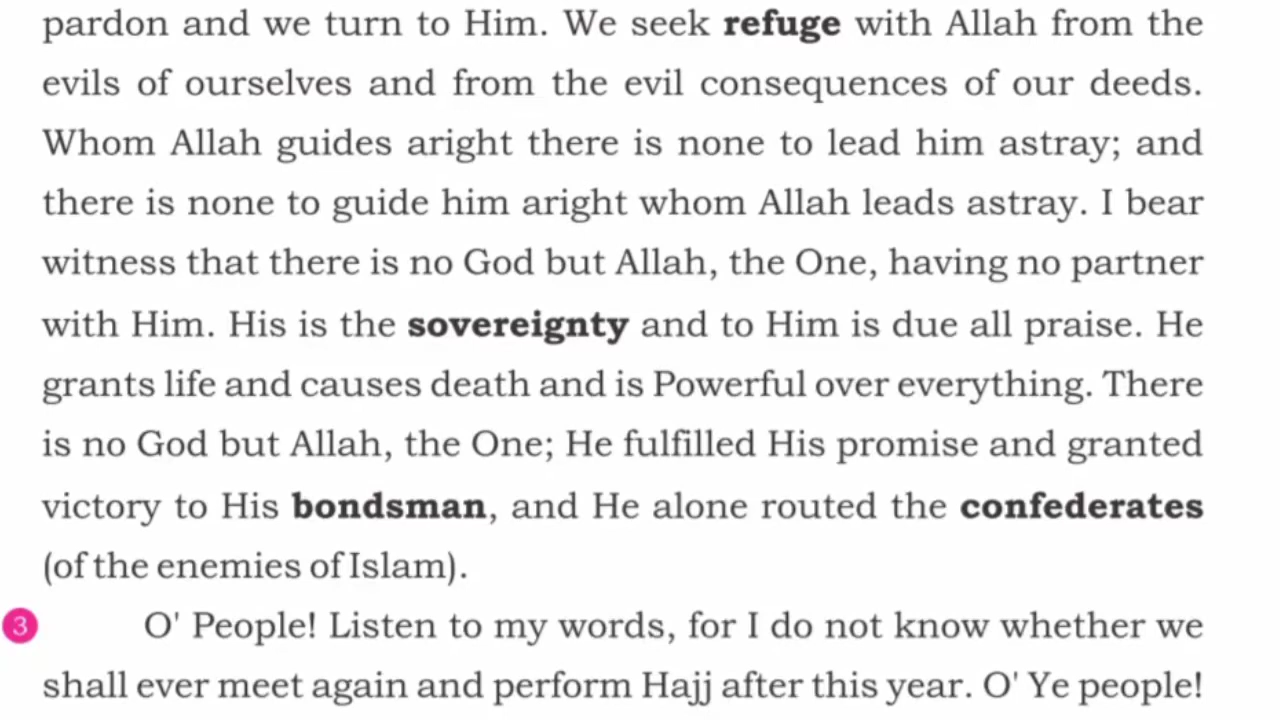 pardon and we turn to Him. We seek refuge with Allah from the
evils of ourselves and from the evil consequences of our deeds.
Whom Allah guides aright there is none to lead him astray; and
there is none to guide him aright whom Allah leads astray. I bear
witness that there is no God but Allah, the One, having no partner
with Him. His is the sovereignty and to Him is due all praise. He
grants life and causes death and is Powerful over everything. There
is no God but Allah, the One; He fulfilled His promise and granted
victory to His bondsman, and He alone routed the confederates
(of the enemies of Islam).
3 O' People! Listen to my words, for I do not know whether we
shall ever meet again and perform Hajj after this year. O' Ye people!